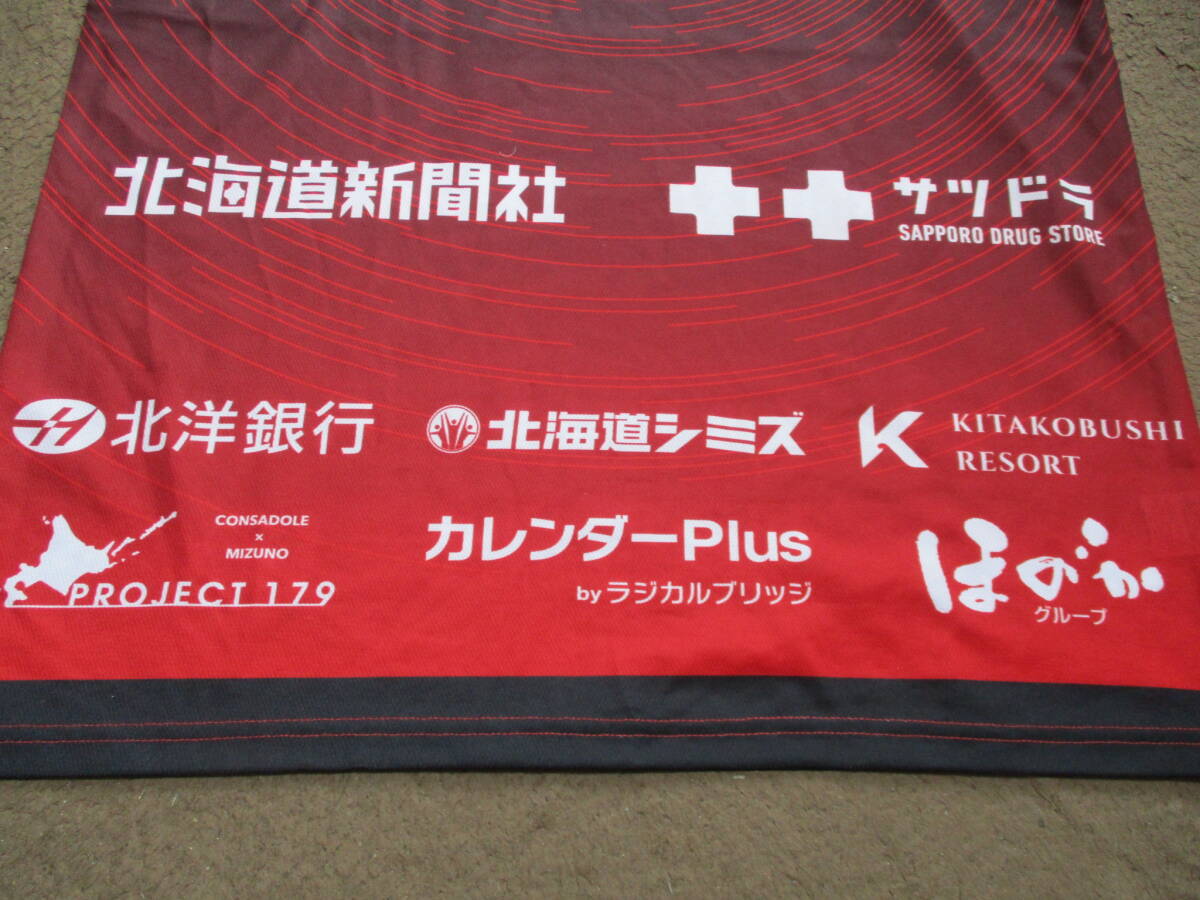 北海道新聞社
サツドラ
SAPPORO DRUG STORE
北洋銀行
北海道シミズ
KITAKOBUSHI
RESORT
CONSADOLE
×
MIZUNO
PROJECT 179
カレンダーPlus
by ラジカルブリッジ
ほのか
グループ